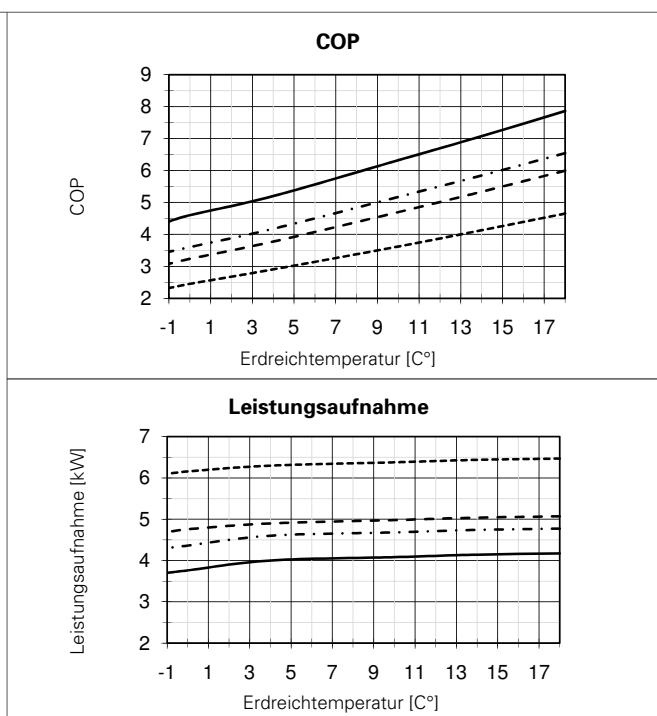 COP
9
8
7
6
5
4
3
2
COP
-1 1 3 5 7 9 11 13 15 17
Erdreichtemperatur [C°]
Leistungsaufnahme
7
6
5
4
3
2
Leistungsaufnahme [kW]
-1 1 3 5 7 9 11 13 15 17
Erdreichtemperatur [C°]